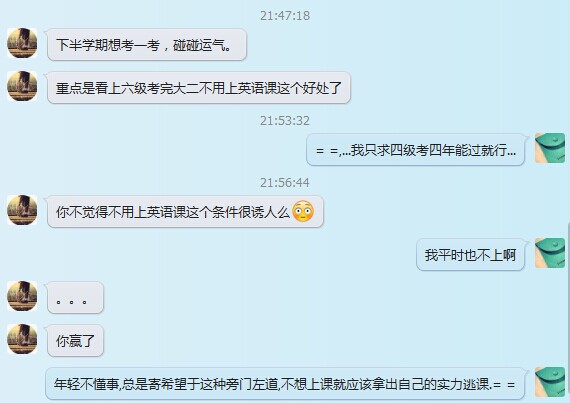 21:47:18
下半学期想考一考，碰碰运气。
重点是看上六级考完大二不用上英语课这个好处了
21:53:32
= =,...我只求四级考四年能过就行...
21:56:44
你不觉得不用上英语课这个条件很诱人么
我平时也不上啊
。。。
你赢了
年轻不懂事,总是寄希望于这种旁门左道,不想上课就应该拿出自己的实力逃课.= =